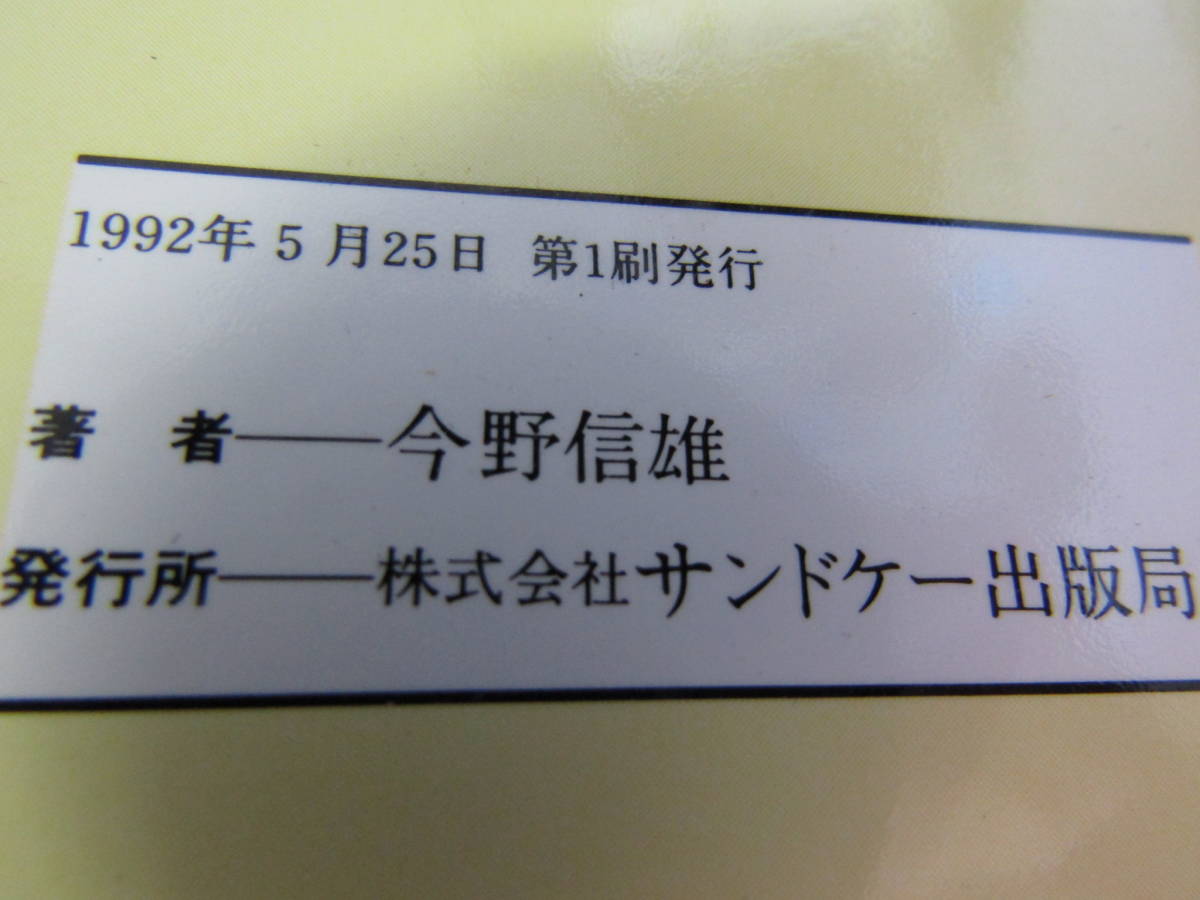 1992年5月25日 第1刷発行
著者──今野信雄
発行所──株式会社サンドケー出版局